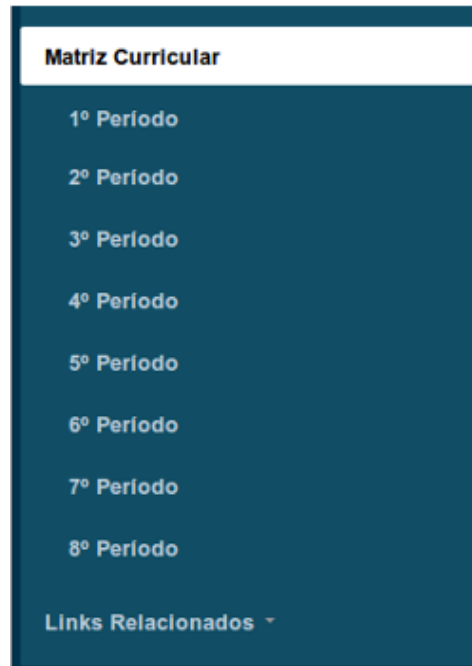 Matriz Curricular
1º Período
2º Período
3º Período
4º Período
5º Período
6º Período
7º Período
8º Período
Links Relacionados